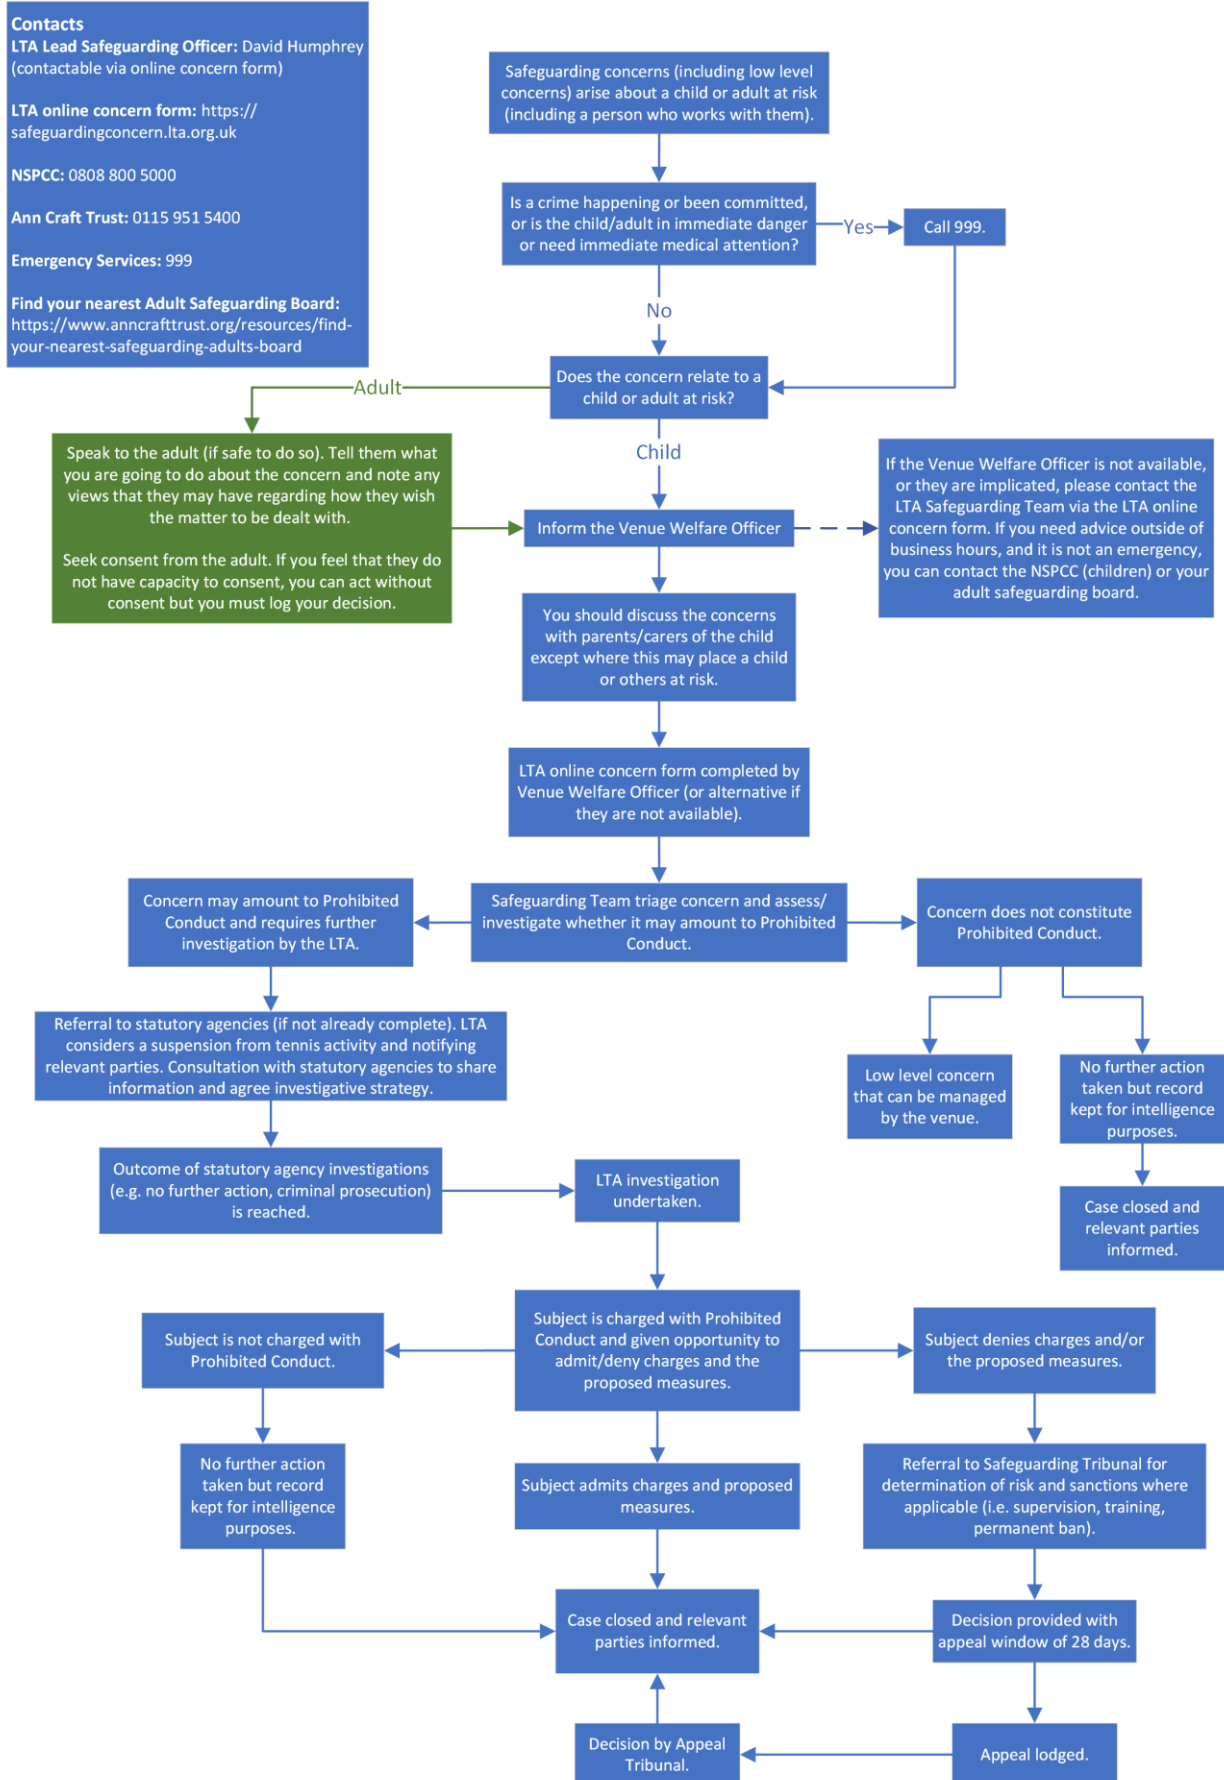 Contacts
LTA Lead Safeguarding Officer: David Humphrey
(contactable via online concern form)
LTA online concern form: https://
safeguardingconcern.lta.org.uk
NSPCC: 0808 800 5000
Ann Craft Trust: 0115 951 5400
Emergency Services: 999
Find your nearest Adult Safeguarding Board:
https://www.anncrafttrust.org/resources/find-
your-nearest-safeguarding-adults-board
Safeguarding concerns (including low level
concerns) arise about a child or adult at risk
(including a person who works with them).
Is a crime happening or been committed,
or is the child/adult in immediate danger
or need immediate medical attention?
Yes
Call 999.
No
Does the concern relate to a
child or adult at risk?
Adult
Speak to the adult (if safe to do so). Tell them what
you are going to do about the concern and note any
views that they may have regarding how they wish
the matter to be dealt with.
Seek consent from the adult. If you feel that they do
not have capacity to consent, you can act without
consent but you must log your decision.
Child
Inform the Venue Welfare Officer
If the Venue Welfare Officer is not available,
or they are implicated, please contact the
LTA Safeguarding Team via the LTA online
concern form. If you need advice outside of
business hours, and it is not an emergency,
you can contact the NSPCC (children) or your
adult safeguarding board.
You should discuss the concerns
with parents/carers of the child
except where this may place a child
or others at risk.
LTA online concern form completed by
Venue Welfare Officer (or alternative if
they are not available).
Safeguarding Team triage concern and assess/
investigate whether it may amount to Prohibited
Conduct.
Concern may amount to Prohibited
Conduct and requires further
investigation by the LTA.
Concern does not constitute
Prohibited Conduct.
Referral to statutory agencies (if not already complete). LTA
considers a suspension from tennis activity and notifying
relevant parties. Consultation with statutory agencies to share
information and agree investigative strategy.
Low level concern
that can be managed
by the venue.
No further action
taken but record
kept for intelligence
purposes.
Outcome of statutory agency investigations
(e.g. no further action, criminal prosecution)
is reached.
LTA investigation
undertaken.
Case closed and
relevant parties
informed.
Subject is not charged with
Prohibited Conduct.
Subject is charged with Prohibited
Conduct and given opportunity to
admit/deny charges and the
proposed measures.
Subject denies charges and/or
the proposed measures.
No further action
taken but record
kept for intelligence
purposes.
Subject admits charges and proposed
measures.
Referral to Safeguarding Tribunal for
determination of risk and sanctions where
applicable (i.e. supervision, training,
permanent ban).
Case closed and relevant
parties informed.
Decision provided with
appeal window of 28 days.
Decision by Appeal
Tribunal.
Appeal lodged.